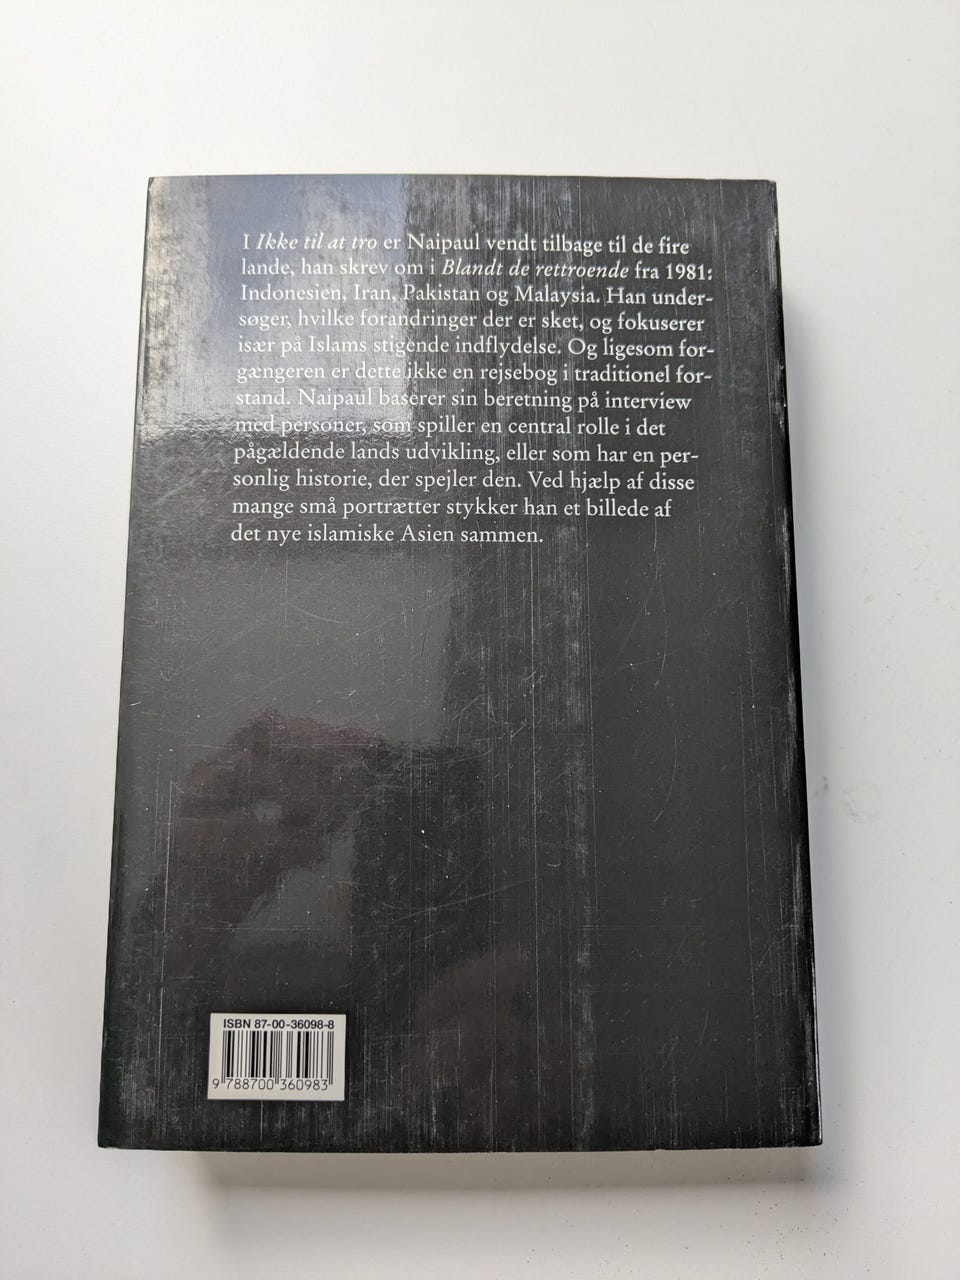 I Ikke til at tro er Naipaul vendt tilbage til de fire
lande, han skrev om i Blandt de rettroende fra 1981:
Indonesien, Iran, Pakistan og Malaysia. Han under-
søger, hvilke forandringer der er sket, og fokuserer
især på Islams stigende indflydelse. Og ligesom for-
gængeren er dette ikke en rejsebog i traditionel for-
stand. Naipaul baserer sin beretning på interview
med personer, som spiller en central rolle i det
pågældende lands udvikling, eller som har en per-
sonlig historie, der spejler den. Ved hjælp af disse
mange små portrætter stykker han et billede af
det nye islamiske Asien sammen.
ISBN 87-00-36098-8
9 788700 360983